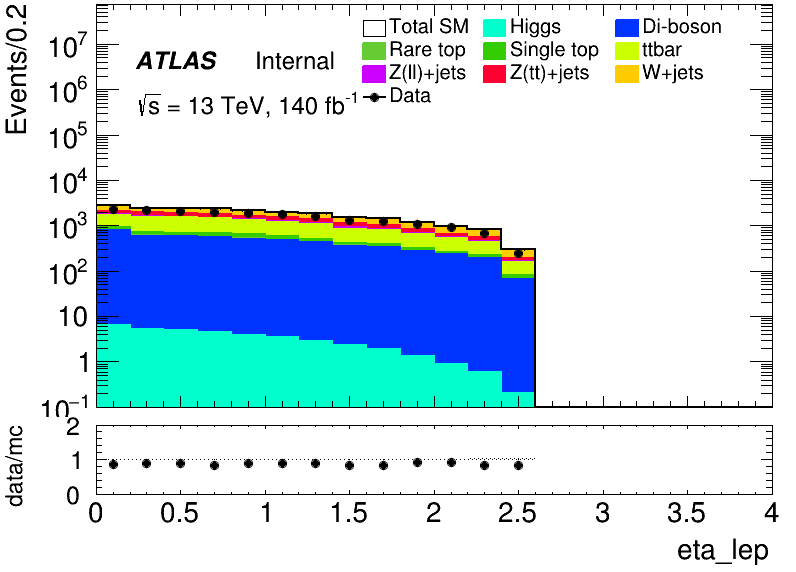 Events/0.2
10⁷
10⁶
10⁵
10⁴
10³
10²
10
1
10⁻¹
ATLAS Internal
√s = 13 TeV, 140 fb⁻¹
Total SM Higgs Di-boson
Rare top Single top ttbar
Z(ll)+jets Z(tt)+jets W+jets
Data
data/mc
2
1
0
0 0.5 1 1.5 2 2.5 3 3.5 4
eta_lep